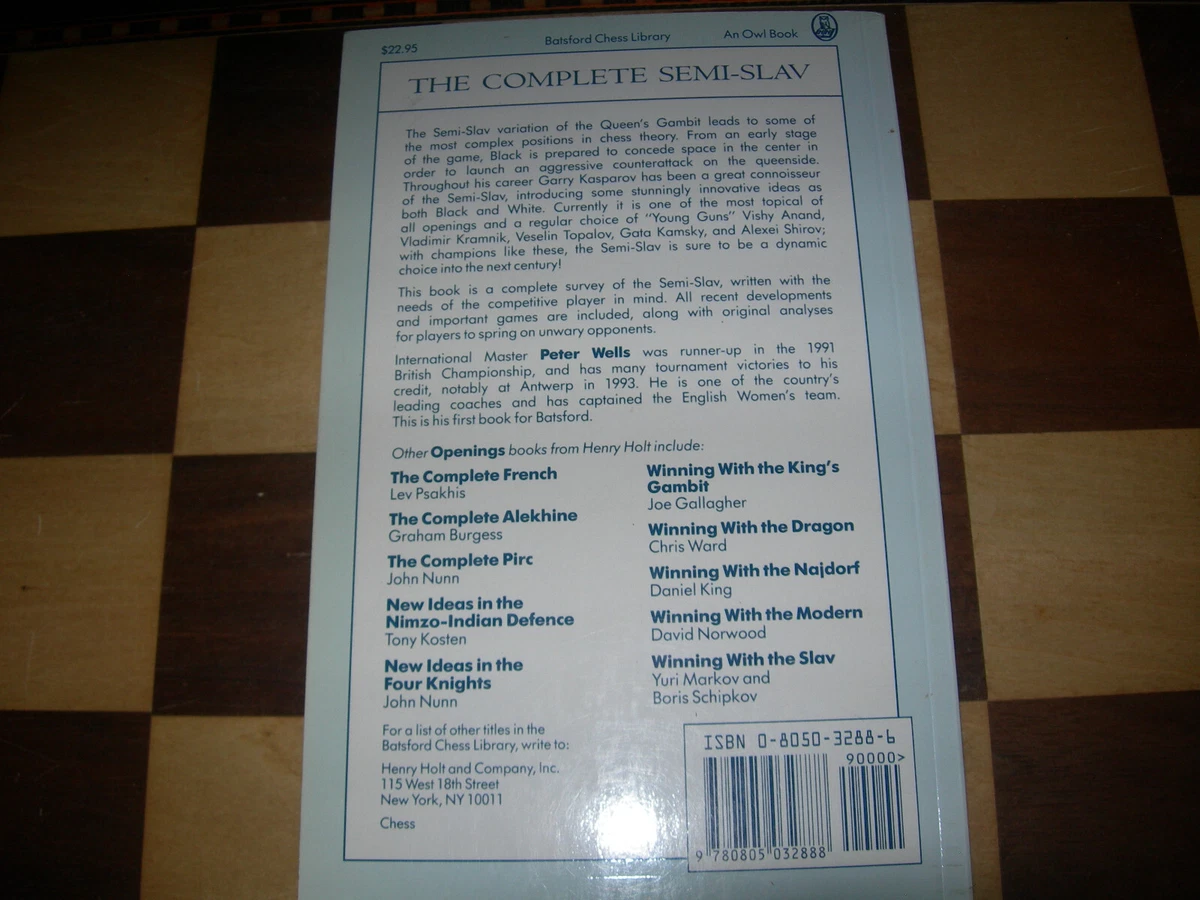 $22.95
Batsford Chess Library
An Owl Book
THE COMPLETE SEMI-SLAV
The Semi-Slav variation of the Queen's Gambit leads to some of
the most complex positions in chess theory. From an early stage
of the game, Black is prepared to concede space in the center in
order to launch an aggressive counterattack on the queenside.
Throughout his career Garry Kasparov has been a great connoisseur
of the Semi-Slav, introducing some stunningly innovative ideas as
both Black and White. Currently it is one of the most topical of
all openings and a regular choice of "Young Guns" Vishy Anand,
Vladimir Kramnik, Veselin Topalov, Gata Kamsky, and Alexei Shirov;
with champions like these, the Semi-Slav is sure to be a dynamic
choice into the next century!
This book is a complete survey of the Semi-Slav, written with the
needs of the competitive player in mind. All recent developments
and important games are included, along with original analyses
for players to spring on unwary opponents.
International Master Peter Wells was runner-up in the 1991
British Championship, and has many tournament victories to his
credit, notably at Antwerp in 1993. He is one of the country's
leading coaches and has captained the English Women's team.
This is his first book for Batsford.
Other Openings books from Henry Holt include:
The Complete French
Lev Psakhis
The Complete Alekhine
Graham Burgess
The Complete Pirc
John Nunn
New Ideas in the
Nimzo-Indian Defence
Tony Kosten
New Ideas in the
Four Knights
John Nunn
Winning With the King's
Gambit
Joe Gallagher
Winning With the Dragon
Chris Ward
Winning With the Najdorf
Daniel King
Winning With the Modern
David Norwood
Winning With the Slav
Yuri Markov and
Boris Schipkov
For a list of other titles in the
Batsford Chess Library, write to:
Henry Holt and Company, Inc.
115 West 18th Street
New York, NY 10011
Chess
ISBN 0-8050-3288-6
90000>
9 780805 032888